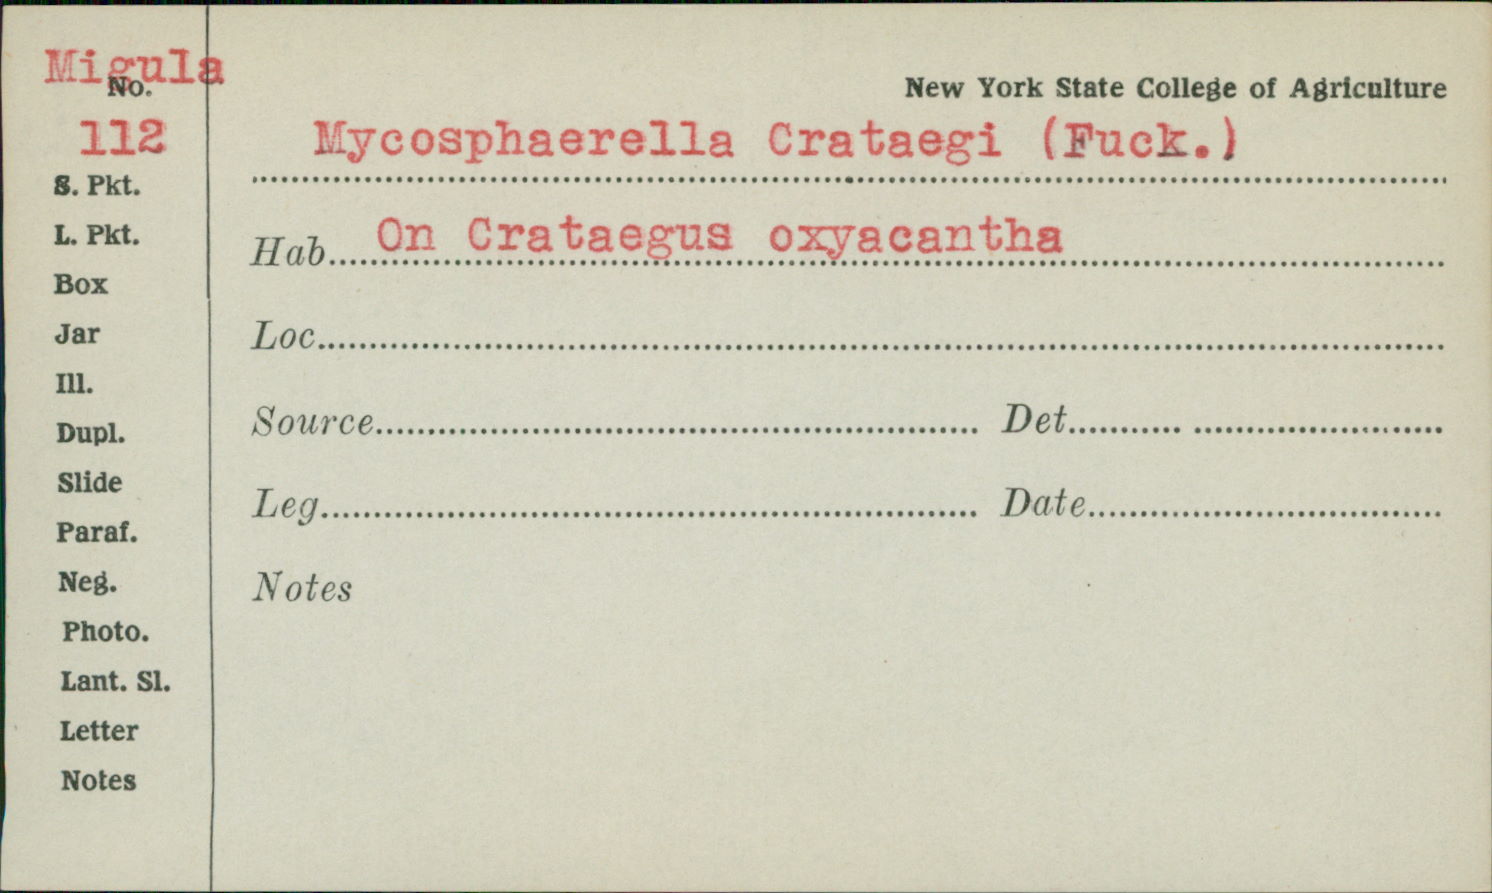 Migula
No.
112
S. Pkt.
L. Pkt.
Box
Jar
Ill.
Dupl.
Slide
Paraf.
Neg.
Photo.
Lant. Sl.
Letter
Notes
New York State College of Agriculture
Mycosphaerella Crataegi (Fuck.)
Hab. On Crataegus oxyacantha
Loc.
Source Det.
Leg. Date
Notes